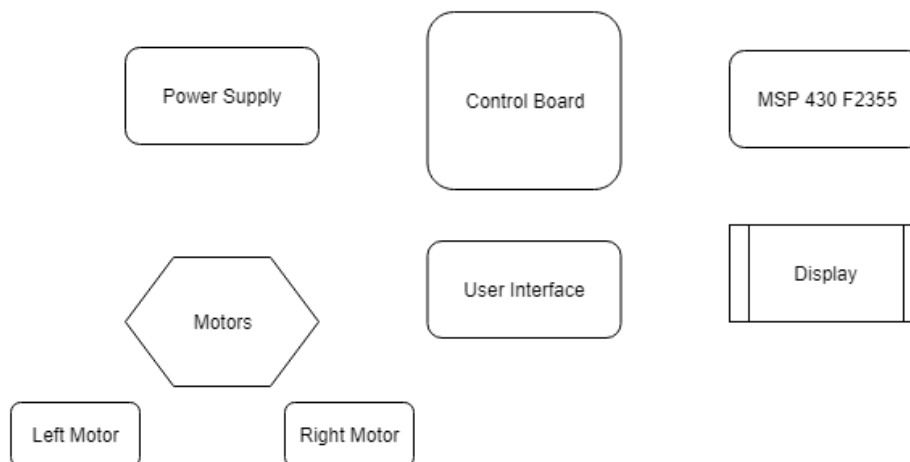 Power Supply
Control Board
MSP 430 F2355
User Interface
Display
Motors
Left Motor
Right Motor